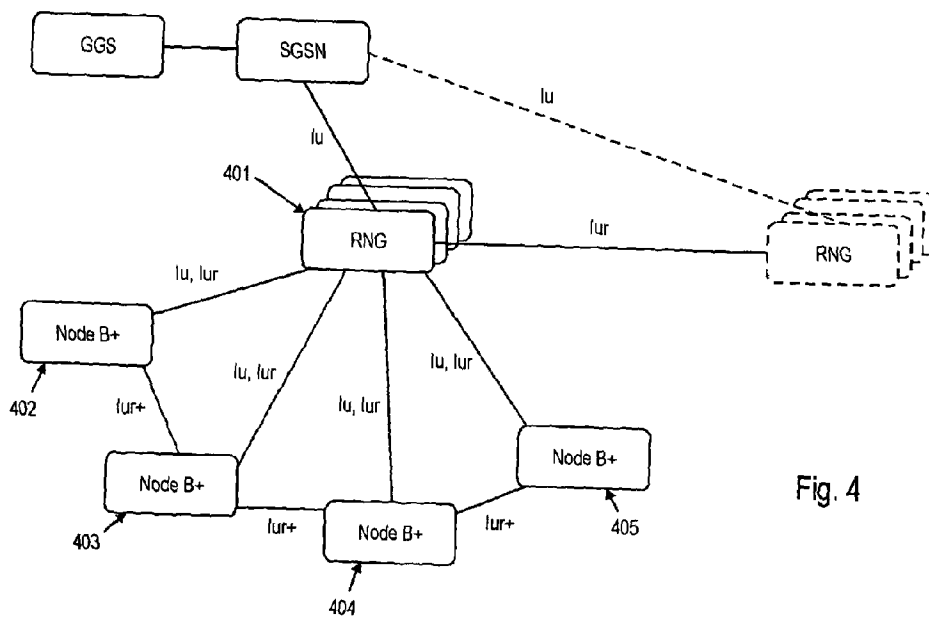 GGS
SGSN
Iu
Iu
401
RNG
Iur
RNG
Iu, Iur
Node B+
Iu, Iur
Iu, Iur
Iu, Iur
402
Iur+
Node B+
Node B+
Fig. 4
403
Iur+
Node B+
Iur+
405
404